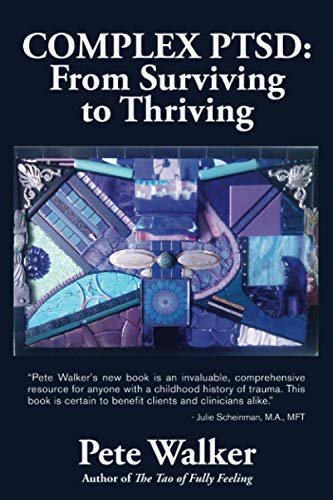 COMPLEX PTSD:
From Surviving
to Thriving
“Pete Walker’s new book is an invaluable, comprehensive
resource for anyone with a childhood history of trauma. This
book is certain to benefit clients and clinicians alike.”
- Julie Scheinman, M.A., MFT
Pete Walker
Author of The Tao of Fully Feeling